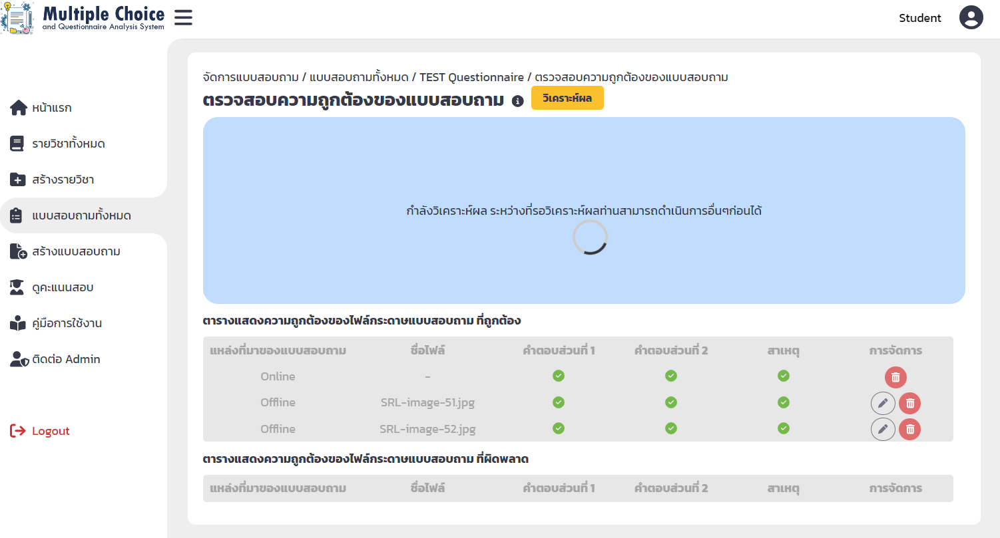 Multiple Choice
and Questionnaire Analysis System
Student
หน้าแรก
รายวิชาทั้งหมด
สร้างรายวิชา
แบบสอบถามทั้งหมด
สร้างแบบสอบถาม
ดูคะแนนสอบ
คู่มือการใช้งาน
ติดต่อ Admin
Logout
จัดการแบบสอบถาม / แบบสอบถามทั้งหมด / TEST Questionnaire / ตรวจสอบความถูกต้องของแบบสอบถาม
ตรวจสอบความถูกต้องของแบบสอบถาม วิเคราะห์ผล
กำลังวิเคราะห์ผล ระหว่างที่รอวิเคราะห์ผลท่านสามารถดำเนินการอื่นๆก่อนได้
ตารางแสดงความถูกต้องของไฟล์กระดาษแบบสอบถาม ที่ถูกต้อง
แหล่งที่มาของแบบสอบถาม ชื่อไฟล์ คำตอบส่วนที่ 1 คำตอบส่วนที่ 2 สาเหตุ การจัดการ
Online -
Offline SRL-image-51.jpg
Offline SRL-image-52.jpg
ตารางแสดงความถูกต้องของไฟล์กระดาษแบบสอบถาม ที่ผิดพลาด
แหล่งที่มาของแบบสอบถาม ชื่อไฟล์ คำตอบส่วนที่ 1 คำตอบส่วนที่ 2 สาเหตุ การจัดการ